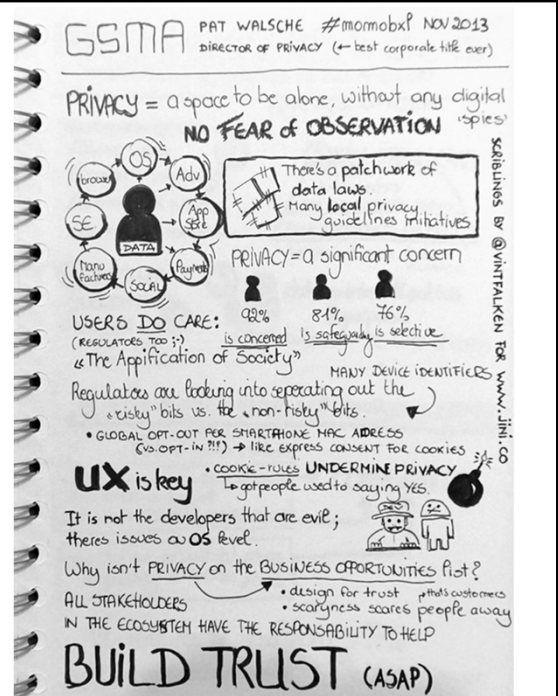 GSMA
PAT WALSCHE #mormobxl NOV 2013
DIRECTOR OF PRIVACY (← best corporate title ever)
PRIVACY = a space to be alone, without any digital
'spies'
NO FEAR of OBSERVATION
OS
Adv
App Store
Payments
Social
Manufacturers
SE
browser
DATA
There's a patchwork of
data laws.
Many local privacy
guidelines initiatives
PRIVACY = a significant concern
92% 81% 76%
is concerned is safeguarding is selective
USERS DO CARE:
(REGULATORS TOO ;-)
"The Appification of Society"
MANY DEVICE IDENTIFIERS
Regulators are looking into seperating out the
"risky" bits vs. the "non-risky" bits.
• GLOBAL OPT-OUT PER SMARTPHONE MAC ADDRESS
(VS. OPT-IN ?!!) → like EXPRESS CONSENT FOR COOKIES
UX is key
• COOKIE-RULES UNDERMINE PRIVACY
↳ got people used to saying YES.
DEV
It is not the developers that are evil;
theres issues on OS level.
Why isn't PRIVACY on the BUSINESS OPPORTUNITIES list?
• design for trust
↳ that's customers
• scaryness scares people away
ALL STAKEHOLDERS
IN THE ECOSYSTEM HAVE THE RESPONSABILITY TO HELP
BUILD TRUST (ASAP)
SCRIBLINGS BY @VINTFALKEN FOR WWW.JINI.CO